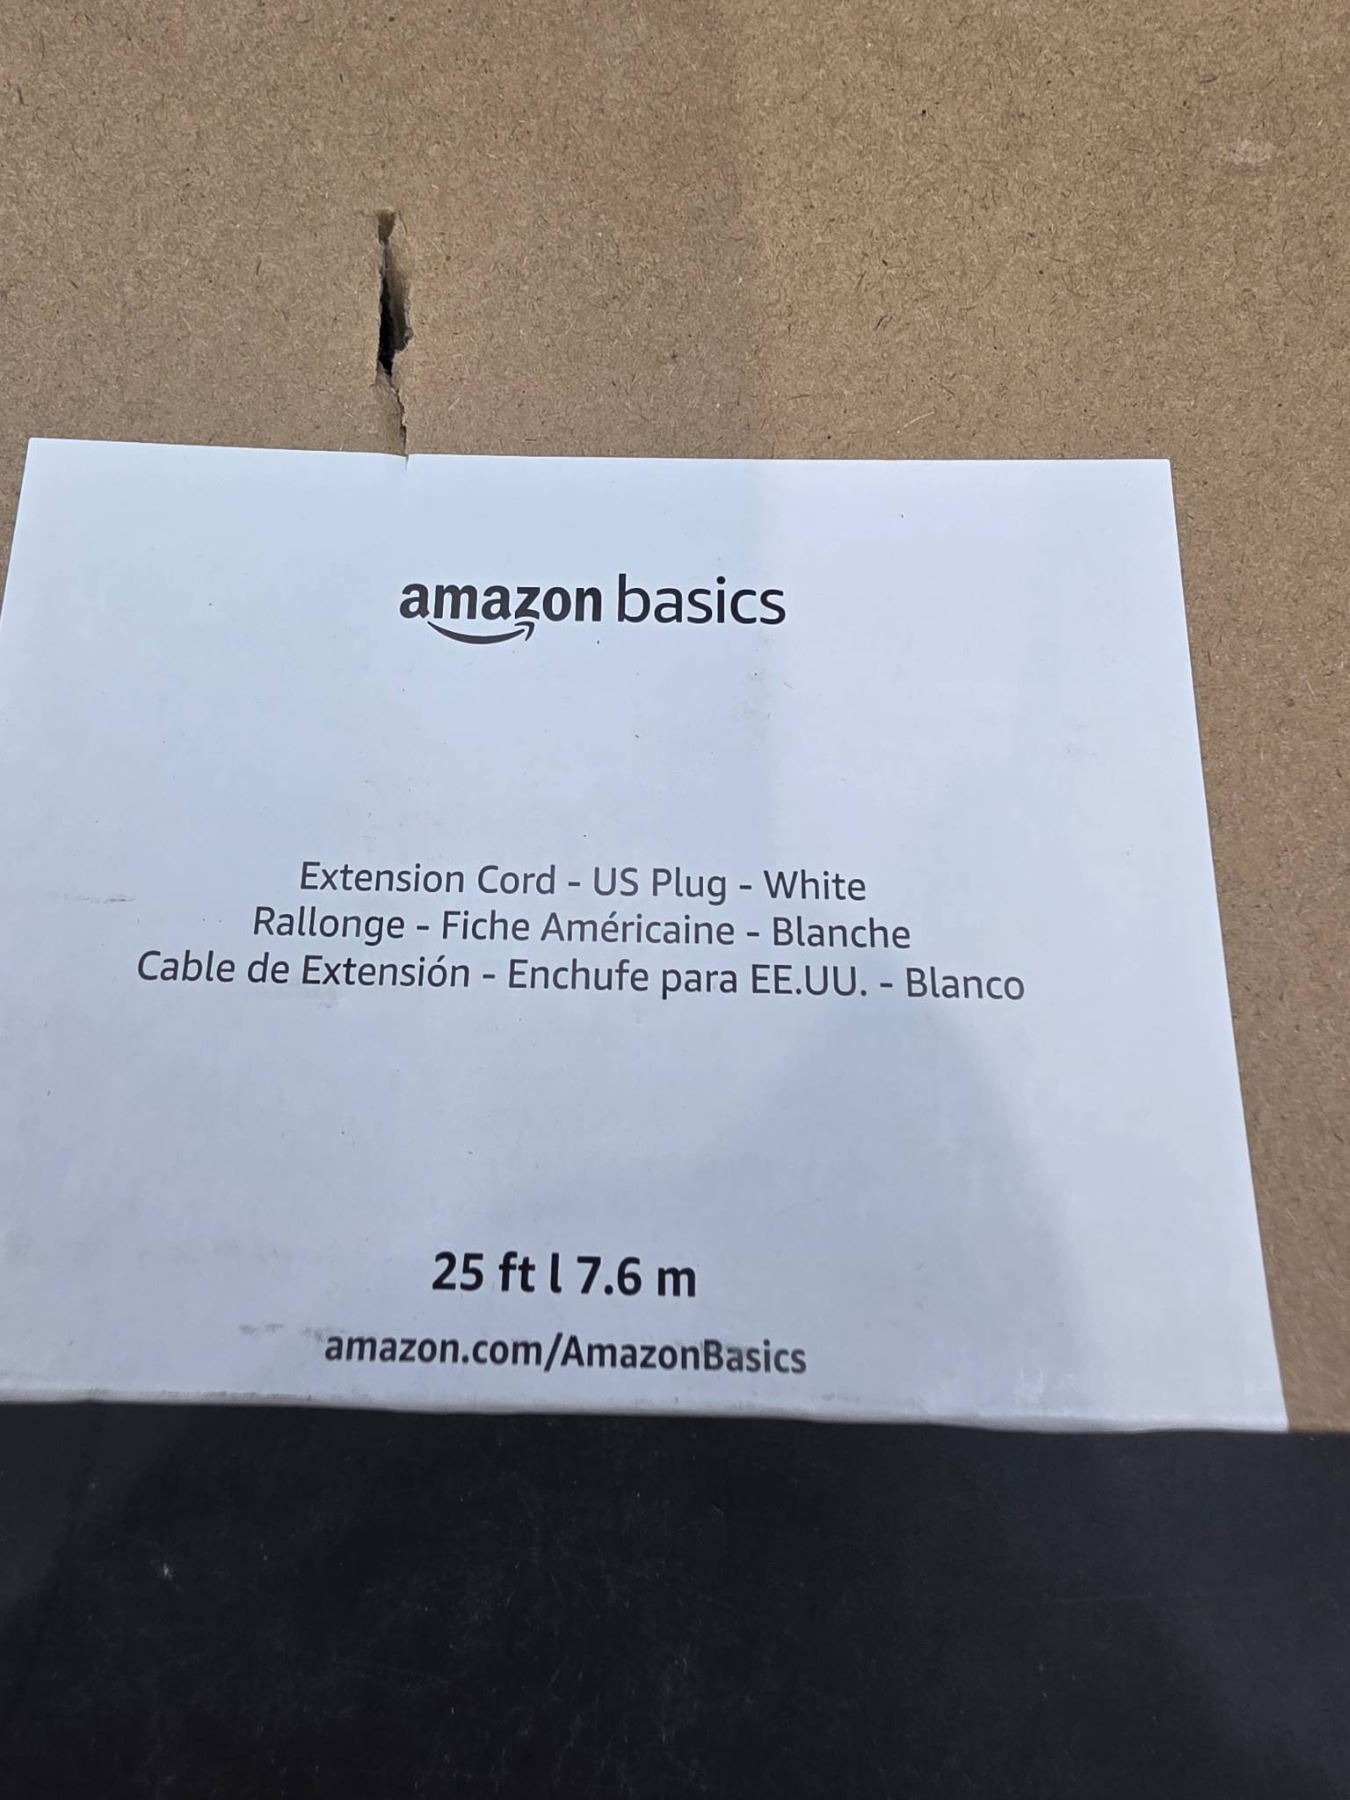 amazon basics
Extension Cord - US Plug - White
Rallonge - Fiche Américaine - Blanche
Cable de Extensión - Enchufe para EE.UU. - Blanco
25 ft l 7.6 m
amazon.com/AmazonBasics